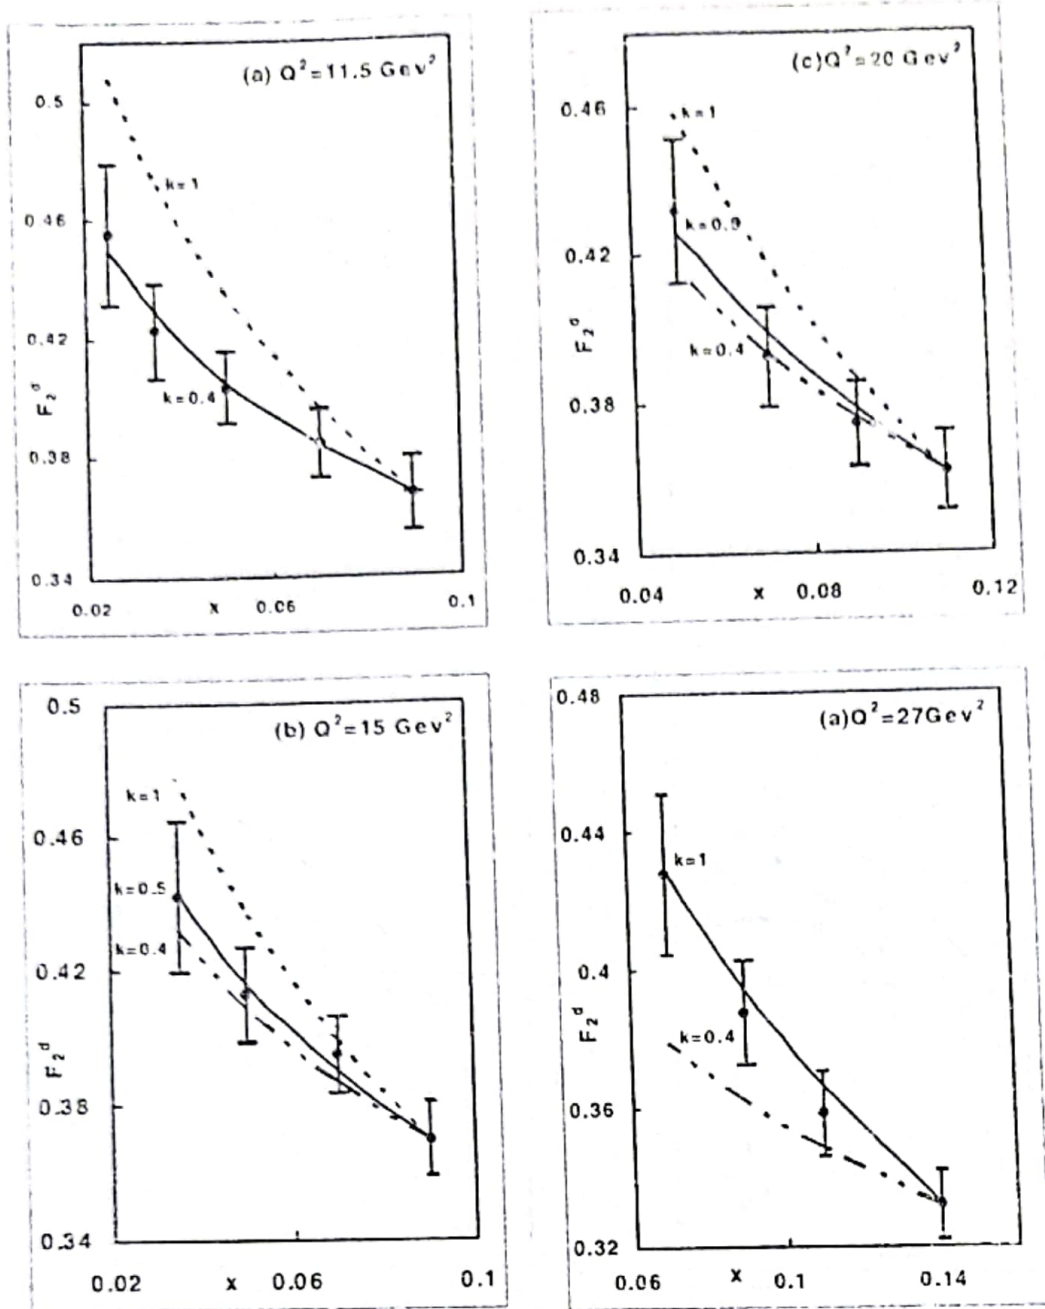 (a) Q²=11.5 Gev²
0.5
k=1
0.46
0.42
k=0.4
F₂ᵈ
0.38
0.34
0.02 x 0.06 0.1
(c)Q²=20 Gev²
0.46
k=1
k=0.9
0.42
F₂ᵈ
k=0.4
0.38
0.34
0.04 x 0.08 0.12
0.5
(b) Q²=15 Gev²
k=1
0.46
k=0.5
k=0.4
0.42
F₂ᵈ
0.38
0.34
0.02 x 0.06 0.1
0.48
(a)Q²=27Gev²
0.44
k=1
0.4
F₂ᵈ
k=0.4
0.36
0.32
0.06 x 0.1 0.14